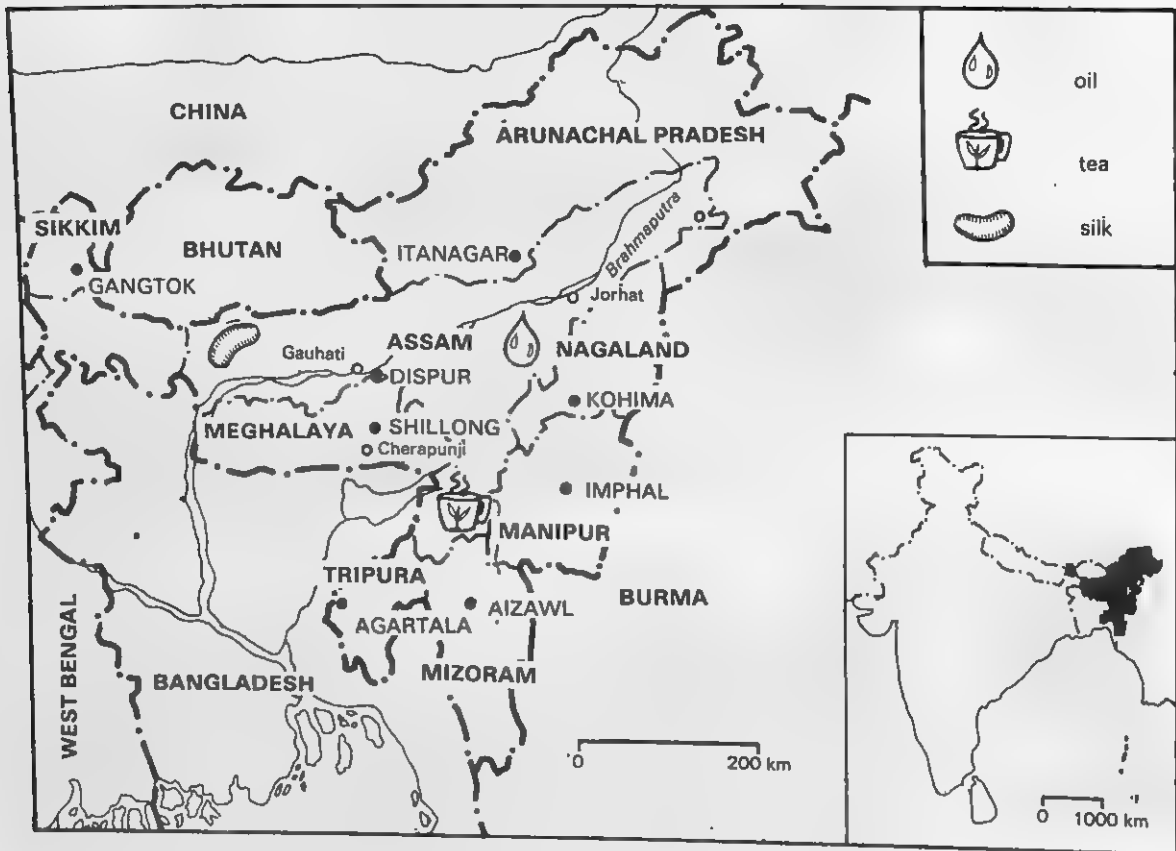 CHINA
ARUNACHAL PRADESH
SIKKIM
BHUTAN
ITANAGAR
Brahmaputra
GANGTOK
Jorhat
ASSAM
NAGALAND
Gauhati
DISPUR
KOHIMA
MEGHALAYA
SHILLONG
Cherapunji
IMPHAL
MANIPUR
TRIPURA
BURMA
AGARTALA
AIZAWL
MIZORAM
BANGLADESH
WEST BENGAL
0 200 km
oil
tea
silk
0 1000 km